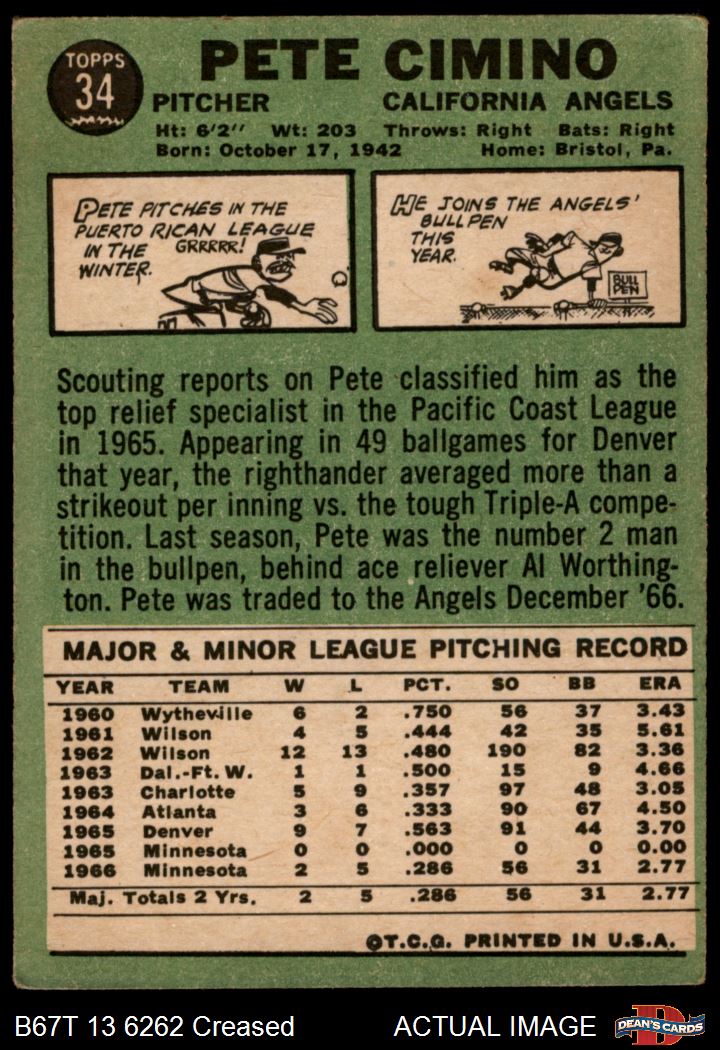 TOPPS
34
PETE CIMINO
PITCHER CALIFORNIA ANGELS
Ht: 6'2" Wt: 203 Throws: Right Bats: Right
Born: October 17, 1942 Home: Bristol, Pa.
PETE PITCHES IN THE
PUERTO RICAN LEAGUE
IN THE GRRRRR!
WINTER.
HE JOINS THE ANGELS'
BULLPEN
THIS
YEAR.
BULL
PEN
Scouting reports on Pete classified him as the
top relief specialist in the Pacific Coast League
in 1965. Appearing in 49 ballgames for Denver
that year, the righthander averaged more than a
strikeout per inning vs. the tough Triple-A compe-
tition. Last season, Pete was the number 2 man
in the bullpen, behind ace reliever Al Worthing-
ton. Pete was traded to the Angels December '66.
MAJOR & MINOR LEAGUE PITCHING RECORD
YEAR TEAM W L PCT. SO BB ERA
1960 Wytheville 6 2 .750 56 37 3.43
1961 Wilson 4 5 .444 42 35 5.61
1962 Wilson 12 13 .480 190 82 3.36
1963 Dal.-Ft. W. 1 1 .500 15 9 4.66
1963 Charlotte 5 9 .357 97 48 3.05
1964 Atlanta 3 6 .333 90 67 4.50
1965 Denver 9 7 .563 91 44 3.70
1965 Minnesota 0 0 .000 0 0 0.00
1966 Minnesota 2 5 .286 56 31 2.77
Maj. Totals 2 Yrs. 2 5 .286 56 31 2.77
©T.C.G. PRINTED IN U.S.A.
B67T 13 6262 Creased ACTUAL IMAGE
D
DEAN'S CARDS